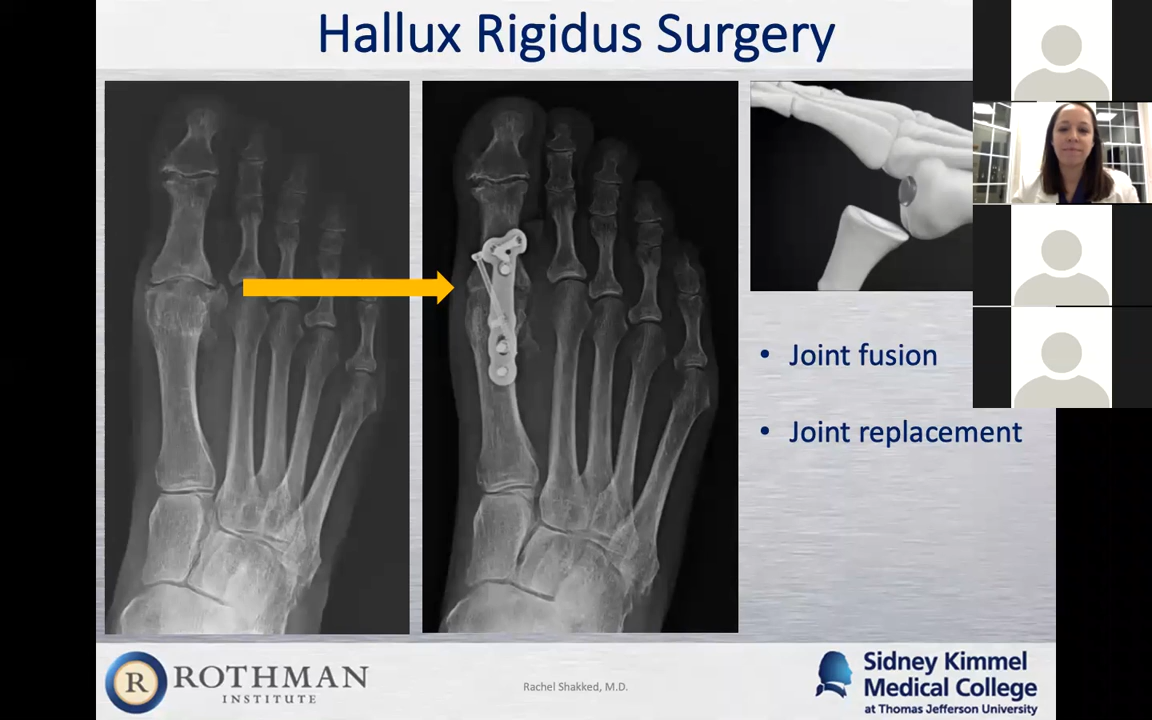 Hallux Rigidus Surgery
• Joint fusion
• Joint replacement
R ROTHMAN
INSTITUTE
Rachel Shakked, M.D.
Sidney Kimmel
Medical College
at Thomas Jefferson University